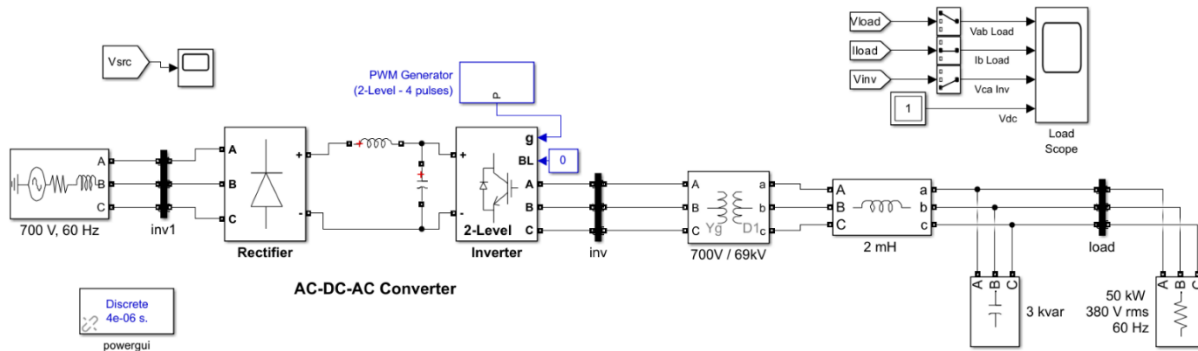 Vsrc
PWM Generator
(2-Level - 4 pulses)
P
Vload
Iload
Vinv
1
Vab Load
Ib Load
Vca Inv
Vdc
Load
Scope
A
B
C
700 V, 60 Hz
inv1
A
B
C
+
-
Rectifier
+
-
g
BL
A
B
C
2-Level
Inverter
0
inv
A
B
C
a
b
c
Yg
D1
700V / 69kV
A
B
C
a
b
c
2 mH
load
A
B
C
3 kvar
A
B
C
50 kW
380 V rms
60 Hz
AC-DC-AC Converter
Discrete
4e-06 s.
powergui